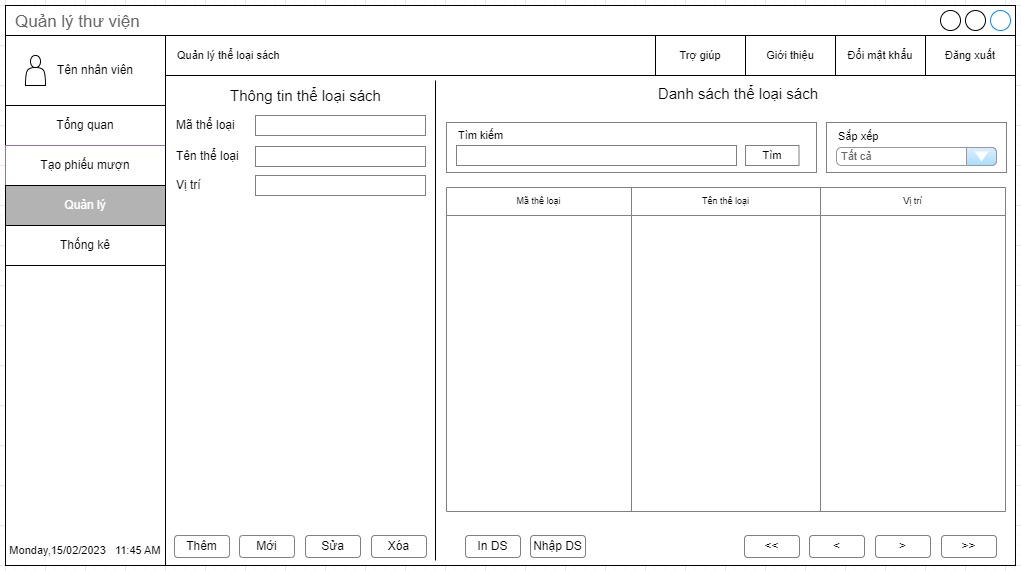 Quản lý thư viện
Tên nhân viên
Quản lý thể loại sách
Trợ giúp
Giới thiệu
Đổi mật khẩu
Đăng xuất
Tổng quan
Tạo phiếu mượn
Quản lý
Thống kê
Monday,15/02/2023 11:45 AM
Thông tin thể loại sách
Mã thể loại
Tên thể loại
Vị trí
Thêm
Mới
Sửa
Xóa
Danh sách thể loại sách
Tìm kiếm
Tìm
Sắp xếp
Tất cả
Mã thể loại
Tên thể loại
Vị trí
In DS
Nhập DS
<<
<
>
>>